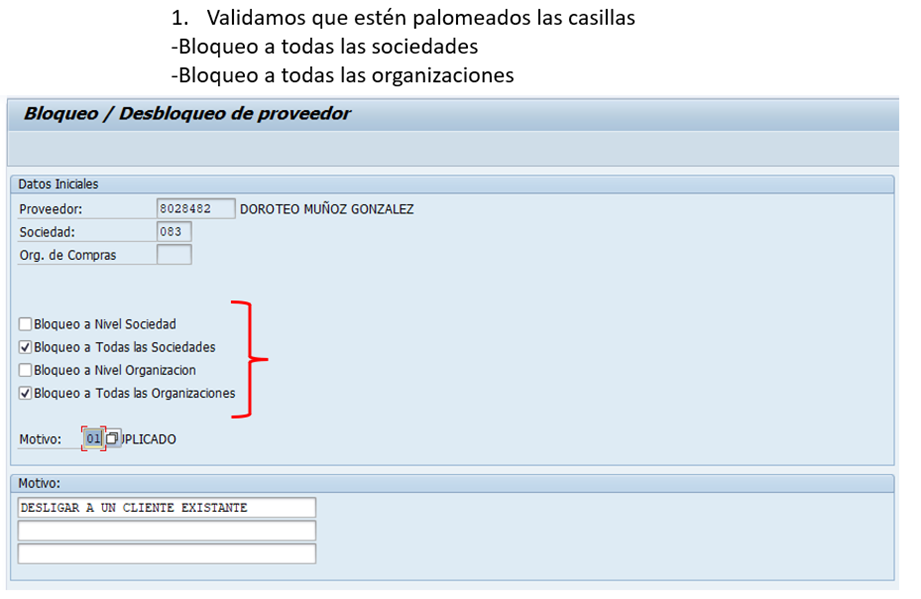 1. Validamos que estén palomeados las casillas
-Bloqueo a todas las sociedades
-Bloqueo a todas las organizaciones
Bloqueo / Desbloqueo de proveedor
Datos Iniciales
Proveedor: 8028482 DOROTEO MUÑOZ GONZALEZ
Sociedad: 083
Org. de Compras
Bloqueo a Nivel Sociedad
Bloqueo a Todas las Sociedades
Bloqueo a Nivel Organizacion
Bloqueo a Todas las Organizaciones
Motivo: 01 UPLICADO
Motivo:
DESLIGAR A UN CLIENTE EXISTANTE